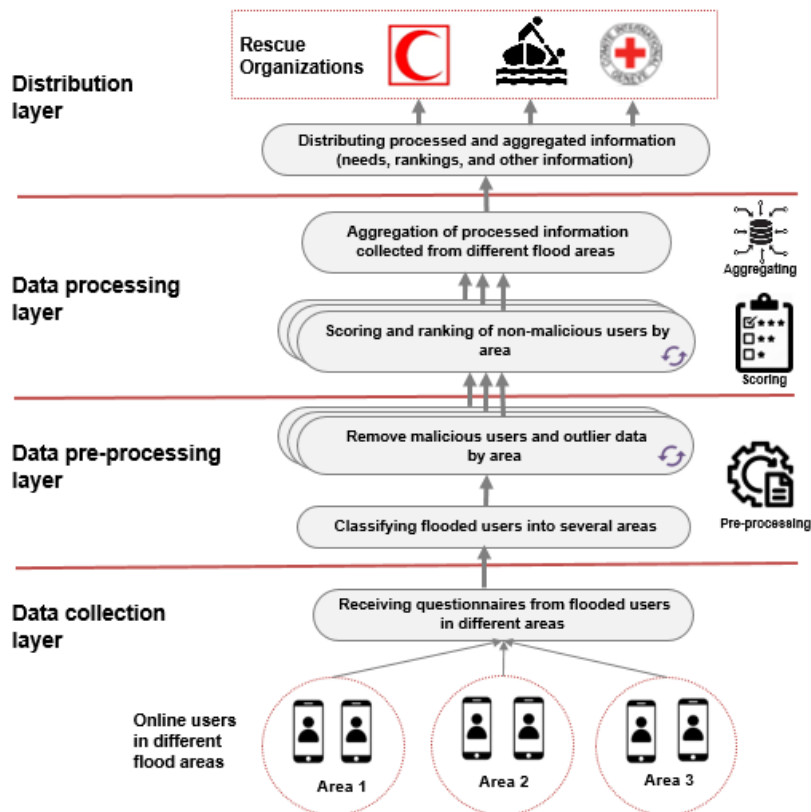 Rescue
Organizations
COMITE INTERNATIONAL
GENEVE
Distribution
layer
Distributing processed and aggregated information
(needs, rankings, and other information)
Aggregation of processed information
collected from different flood areas
Aggregating
Data processing
layer
Scoring and ranking of non-malicious users by
area
Scoring
Data pre-processing
layer
Remove malicious users and outlier data
by area
Classifying flooded users into several areas
Pre-processing
Data collection
layer
Receiving questionnaires from flooded users
in different areas
Online users
in different
flood areas
Area 1
Area 2
Area 3